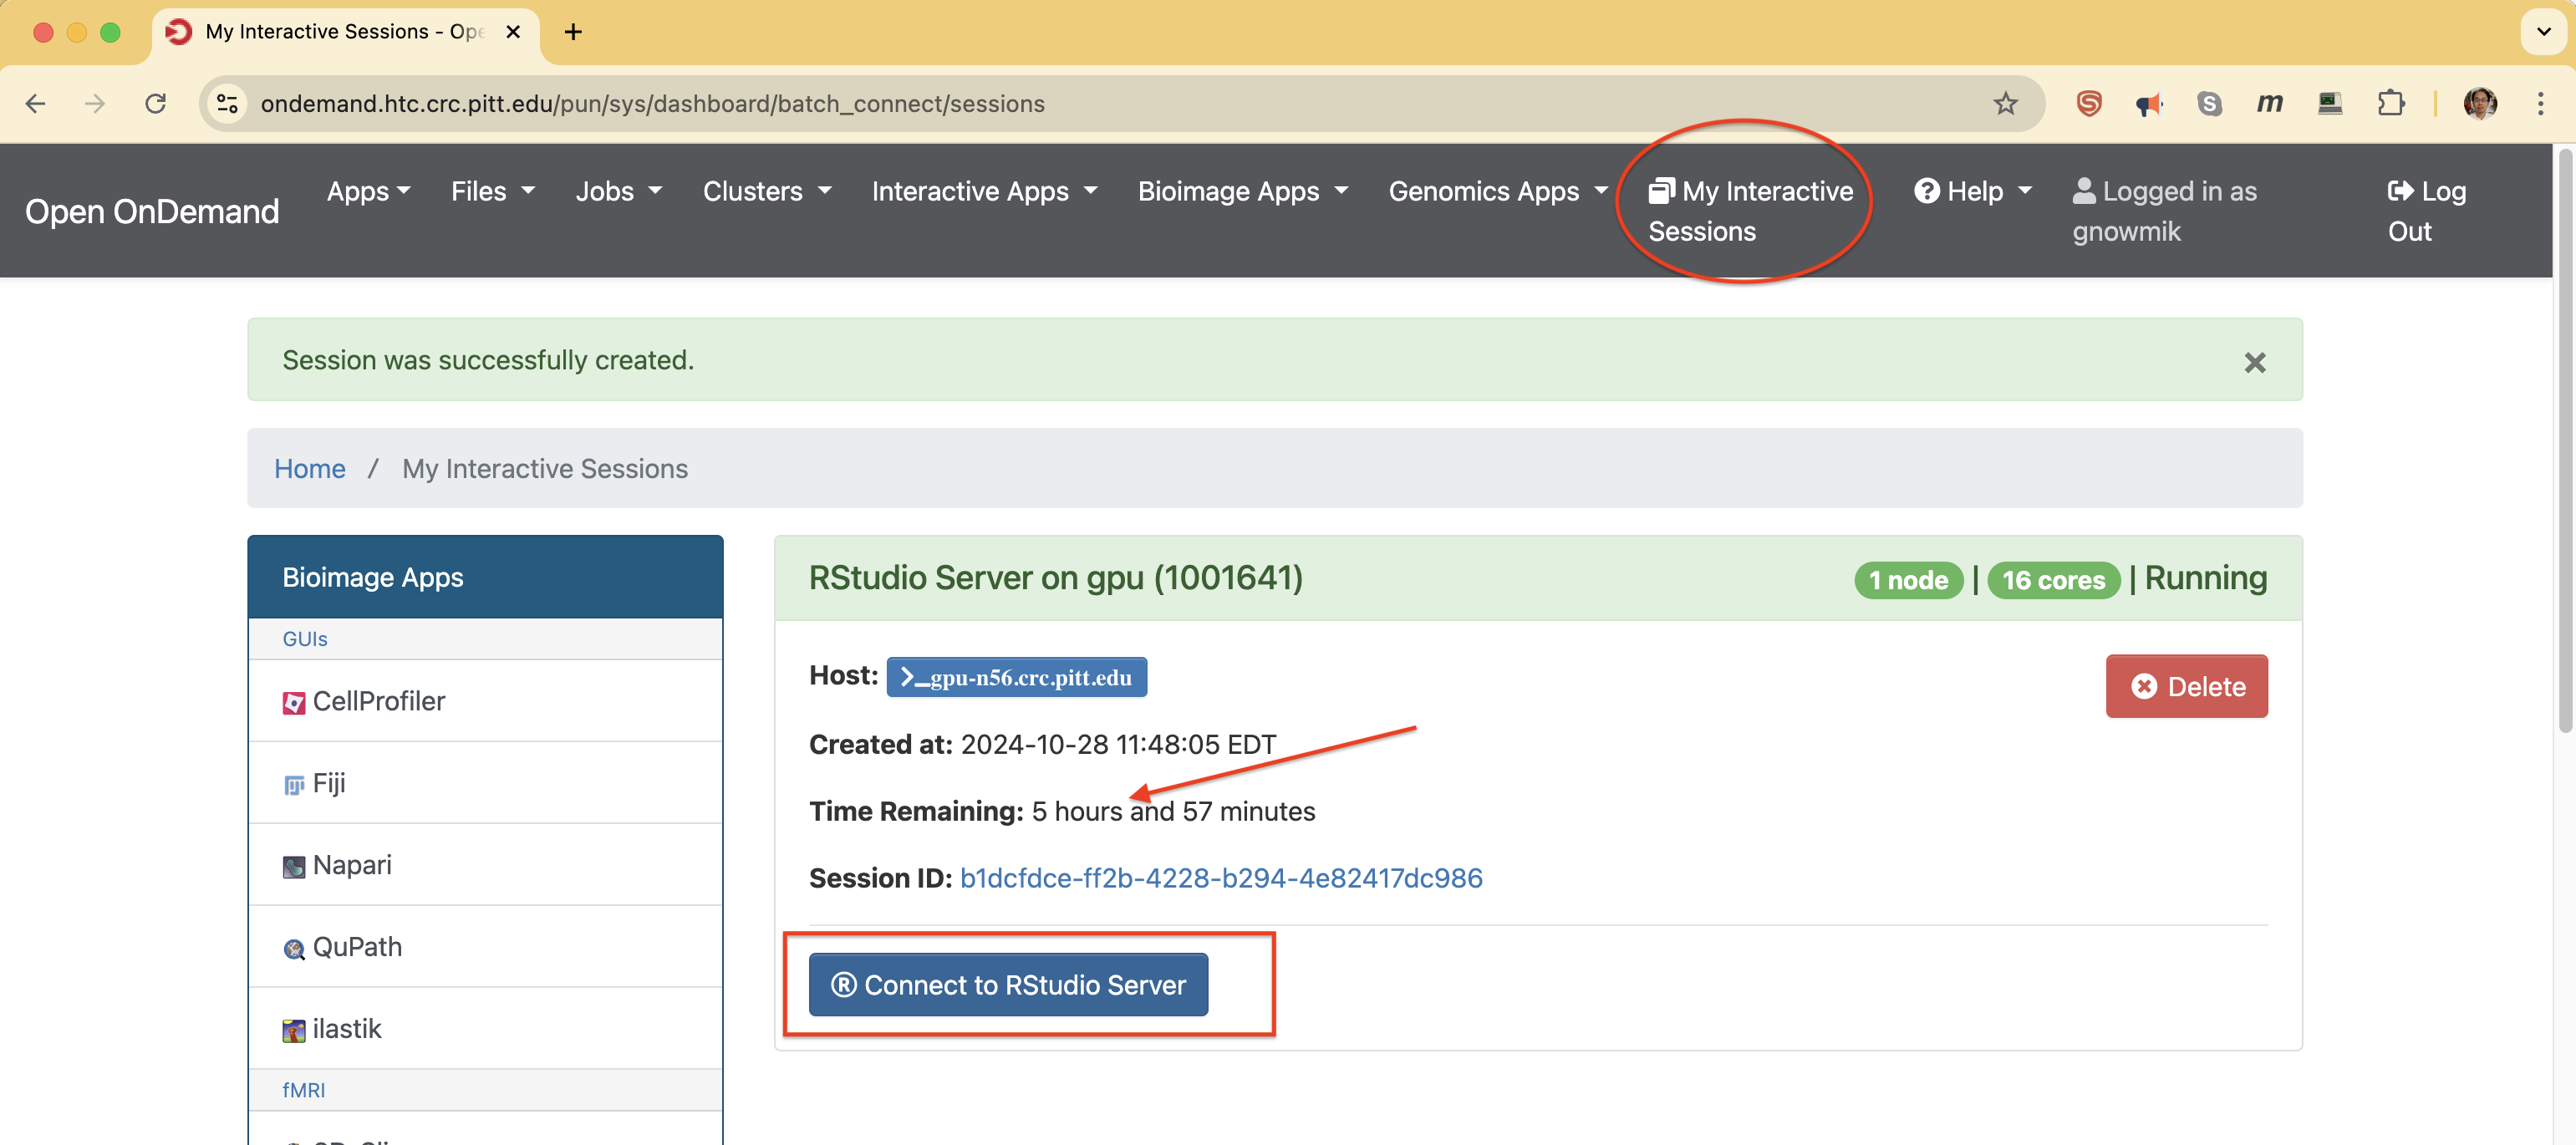 My Interactive Sessions - Ope
ondemand.htc.crc.pitt.edu/pun/sys/dashboard/batch_connect/sessions
Open OnDemand
Apps
Files
Jobs
Clusters
Interactive Apps
Bioimage Apps
Genomics Apps
My Interactive
Sessions
Help
Logged in as
gnowmik
Log
Out
Session was successfully created.
Home / My Interactive Sessions
Bioimage Apps
GUIs
CellProfiler
Fiji
Napari
QuPath
ilastik
fMRI
RStudio Server on gpu (1001641)
1 node | 16 cores | Running
Host: >_gpu-n56.crc.pitt.edu
Delete
Created at: 2024-10-28 11:48:05 EDT
Time Remaining: 5 hours and 57 minutes
Session ID: b1dcfdce-ff2b-4228-b294-4e82417dc986
® Connect to RStudio Server